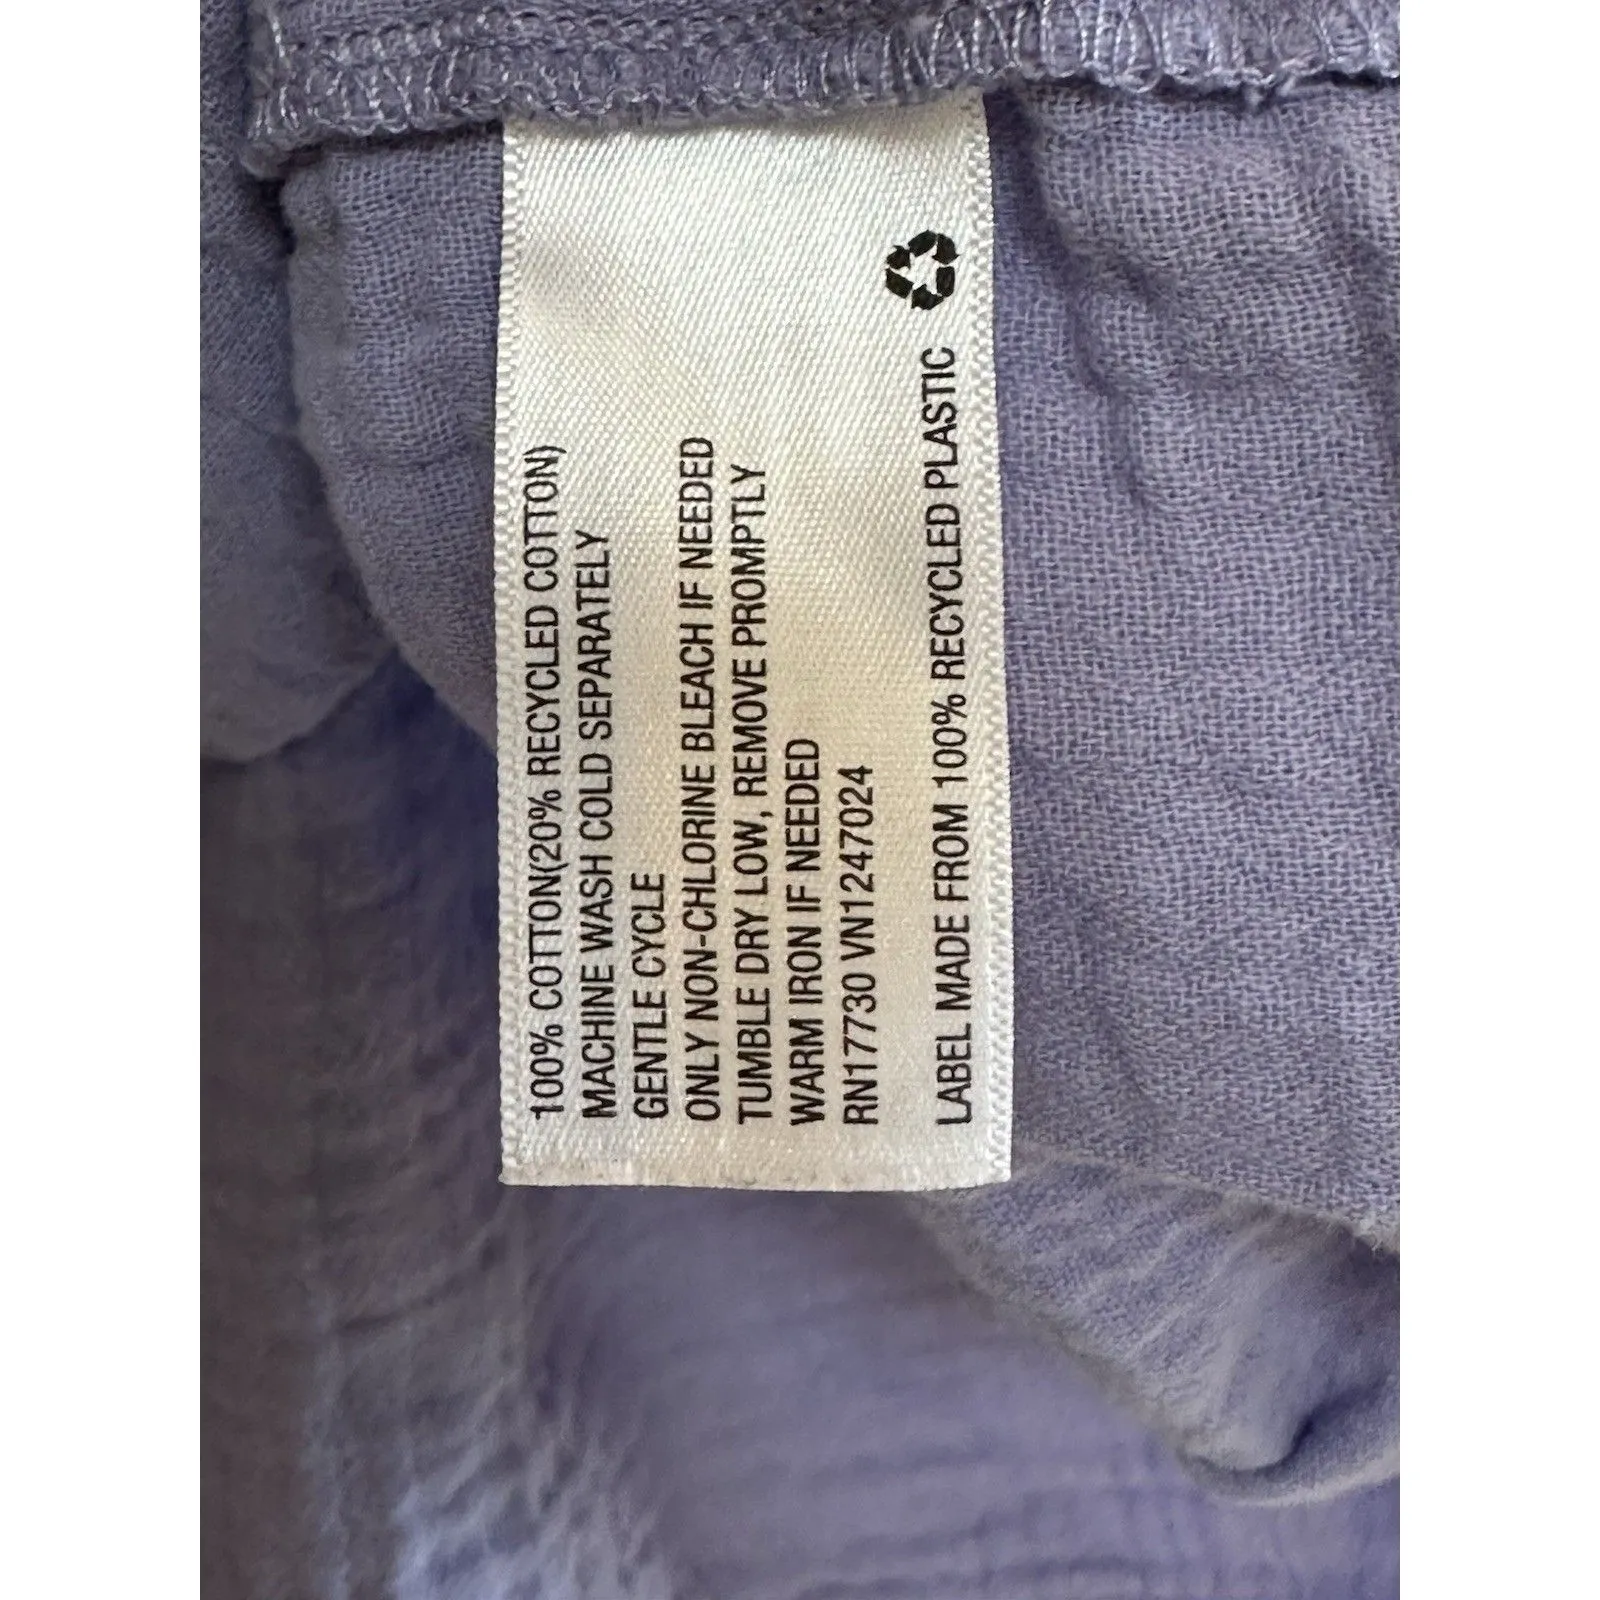 100% COTTON(20% RECYCLED COTTON)
MACHINE WASH COLD SEPARATELY
GENTLE CYCLE
ONLY NON-CHLORINE BLEACH IF NEEDED
TUMBLE DRY LOW, REMOVE PROMPTLY
WARM IRON IF NEEDED
RN17730 VN1247024
LABEL MADE FROM 100% RECYCLED PLASTIC